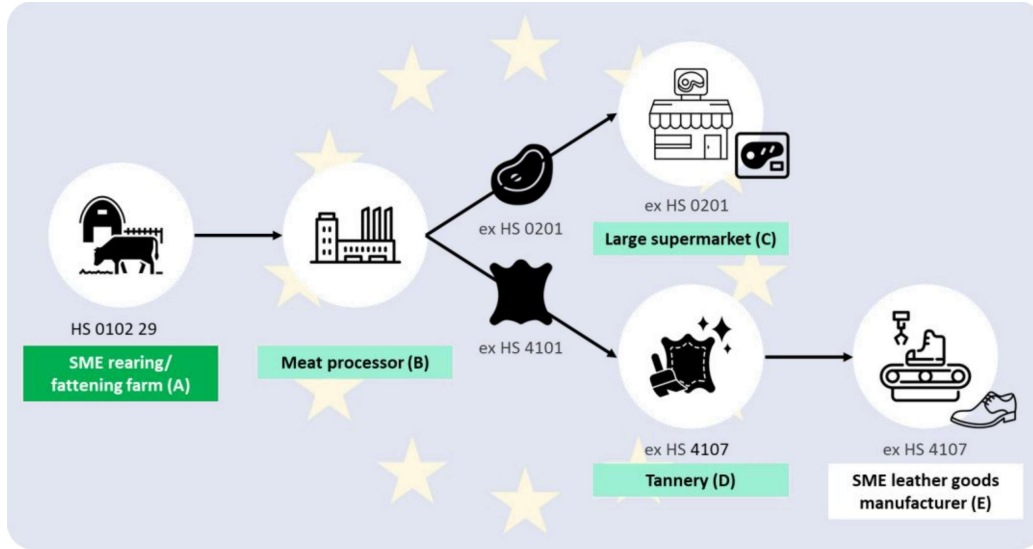 HS 0102 29
SME rearing/
fattening farm (A)
Meat processor (B)
ex HS 0201
ex HS 4101
ex HS 0201
Large supermarket (C)
ex HS 4107
Tannery (D)
ex HS 4107
SME leather goods
manufacturer (E)